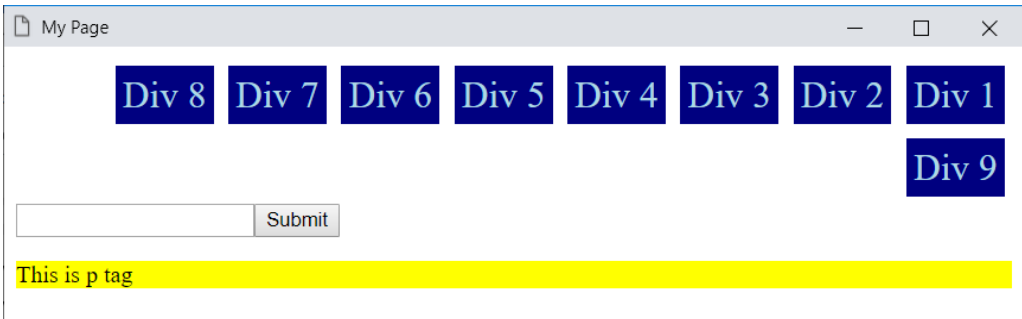 My Page
Div 8 Div 7 Div 6 Div 5 Div 4 Div 3 Div 2 Div 1
Div 9
Submit
This is p tag